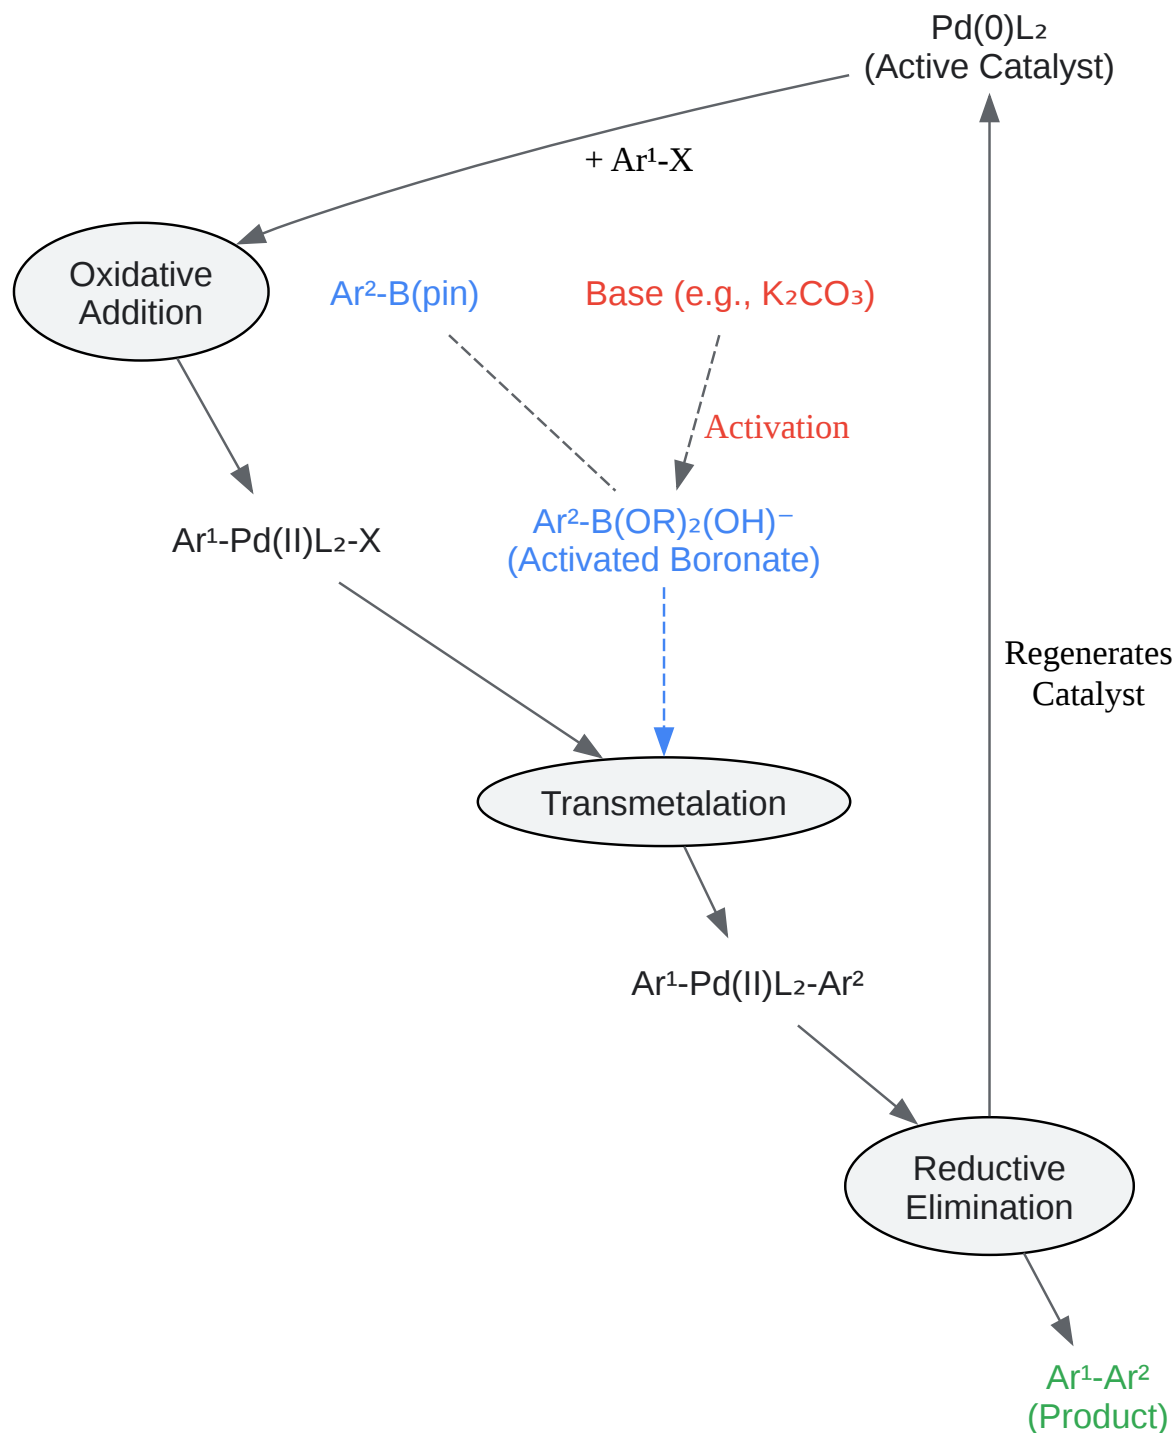 Pd(0)L₂
(Active Catalyst)
+ Ar¹-X
Oxidative
Addition
Ar²-B(pin)
Base (e.g., K₂CO₃)
Activation
Ar¹-Pd(II)L₂-X
Ar²-B(OR)₂(OH)⁻
(Activated Boronate)
Regenerates
Catalyst
Transmetalation
Ar¹-Pd(II)L₂-Ar²
Reductive
Elimination
Ar¹-Ar²
(Product)